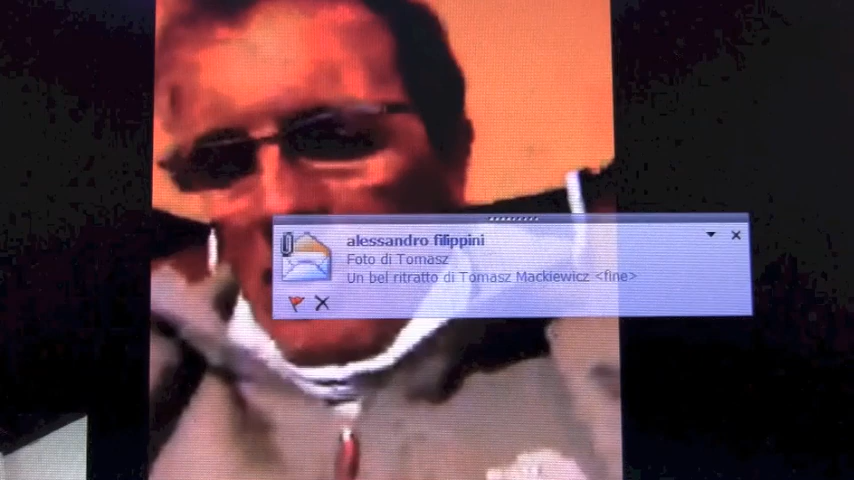 alessandro filippini
Foto di Tomasz
Un bel ritratto di Tomasz Mackiewicz <fine>